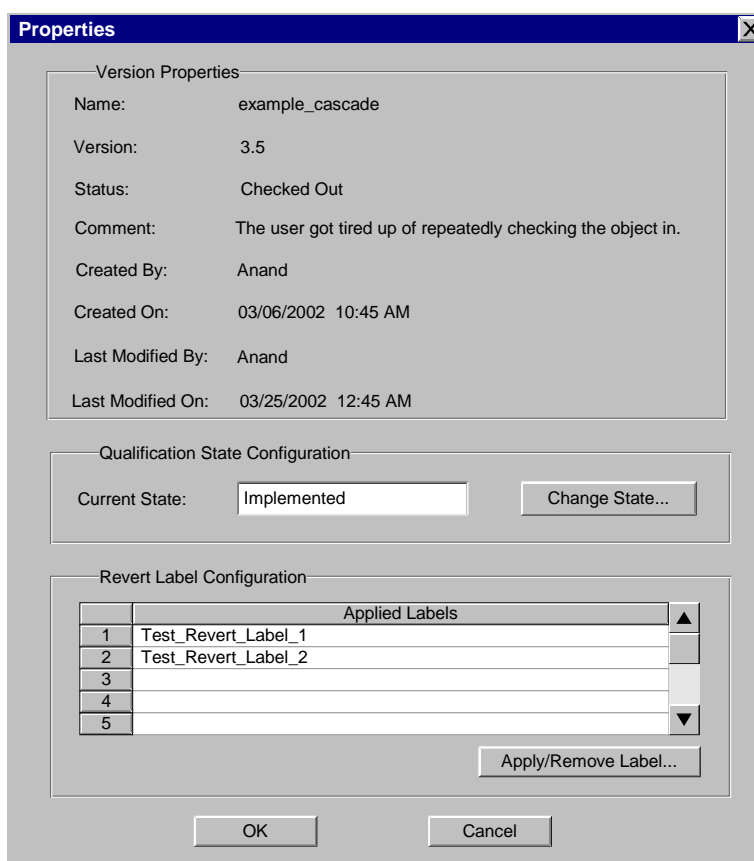 Properties
Version Properties
Name: example_cascade
Version: 3.5
Status: Checked Out
Comment: The user got tired up of repeatedly checking the object in.
Created By: Anand
Created On: 03/06/2002 10:45 AM
Last Modified By: Anand
Last Modified On: 03/25/2002 12:45 AM
Qualification State Configuration
Current State: Implemented Change State...
Revert Label Configuration
Applied Labels
1 Test_Revert_Label_1
2 Test_Revert_Label_2
3
4
5
Apply/Remove Label...
OK Cancel